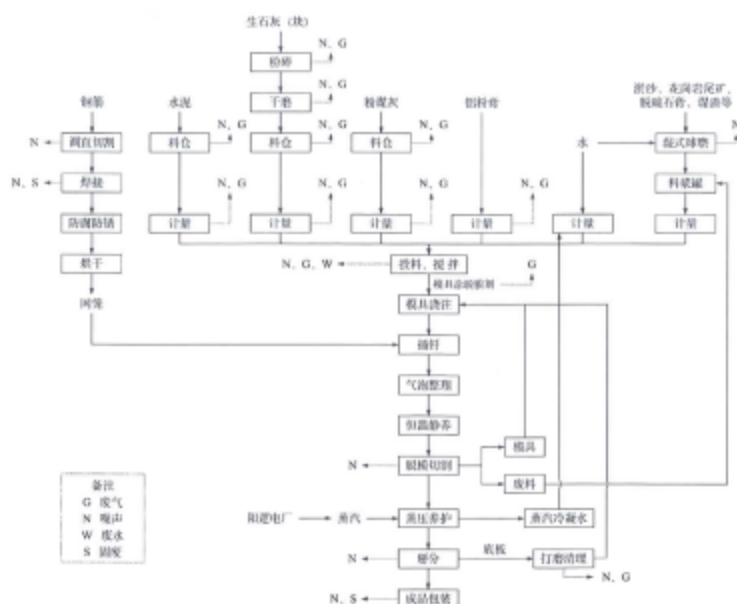 生石灰（块）
N、G
粉碎
N、G
干磨
钢筋
水泥
粉煤灰
铝粉膏
淤沙、花岗岩尾矿、
脱硫石膏、煤渣等
N
调直切割
料仓
N、G
料仓
N、G
料仓
N、G
水
湿式球磨
N
N、S
焊接
N、G
N、G
N、G
N、G
料浆罐
防腐防锈
计量
计量
计量
计量
计量
计量
烘干
N、G、W
投料、搅拌
G
模具涂脱模剂
网笼
模具浇注
插钎
气泡整理
恒温静养
模具
N
脱模切割
废料
备注
G 废气
N 噪声
W 废水
S 固废
阳逻电厂
蒸汽
蒸压养护
蒸汽冷凝水
N
掰分
底板
打磨清理
N、G
N、S
成品包装